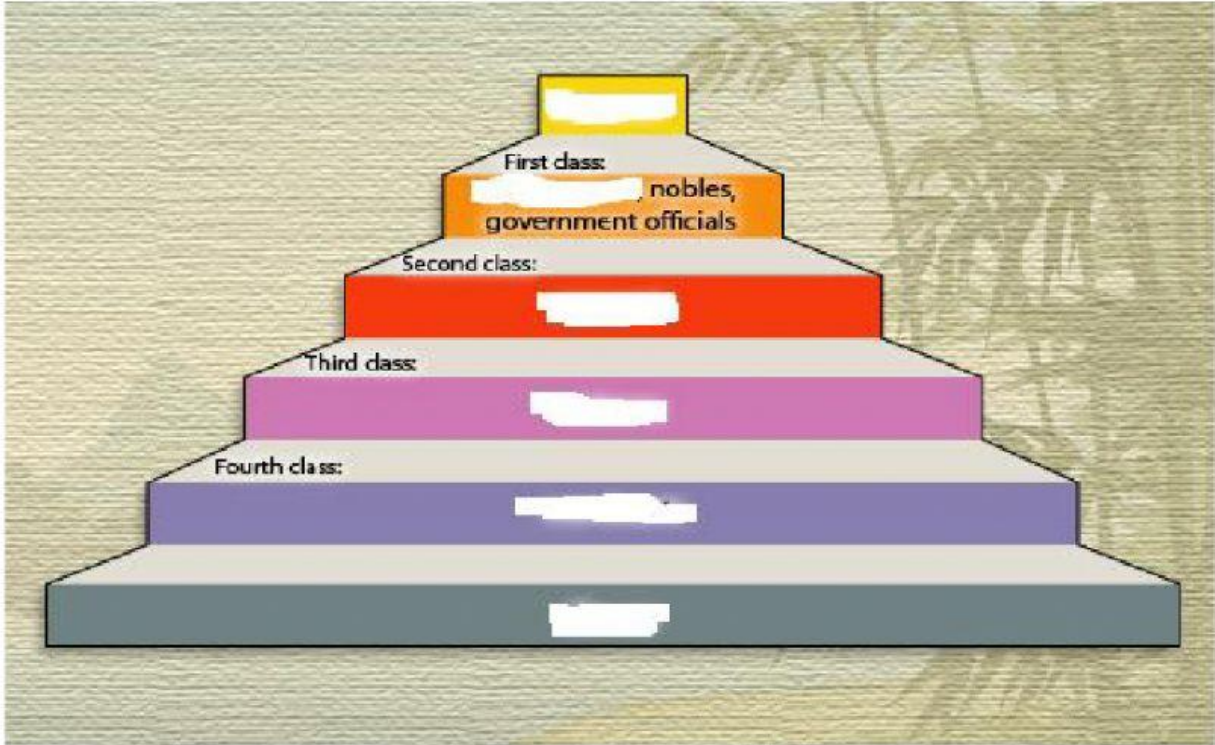 First class:
, nobles,
government officials
Second class:
Third class:
Fourth class: